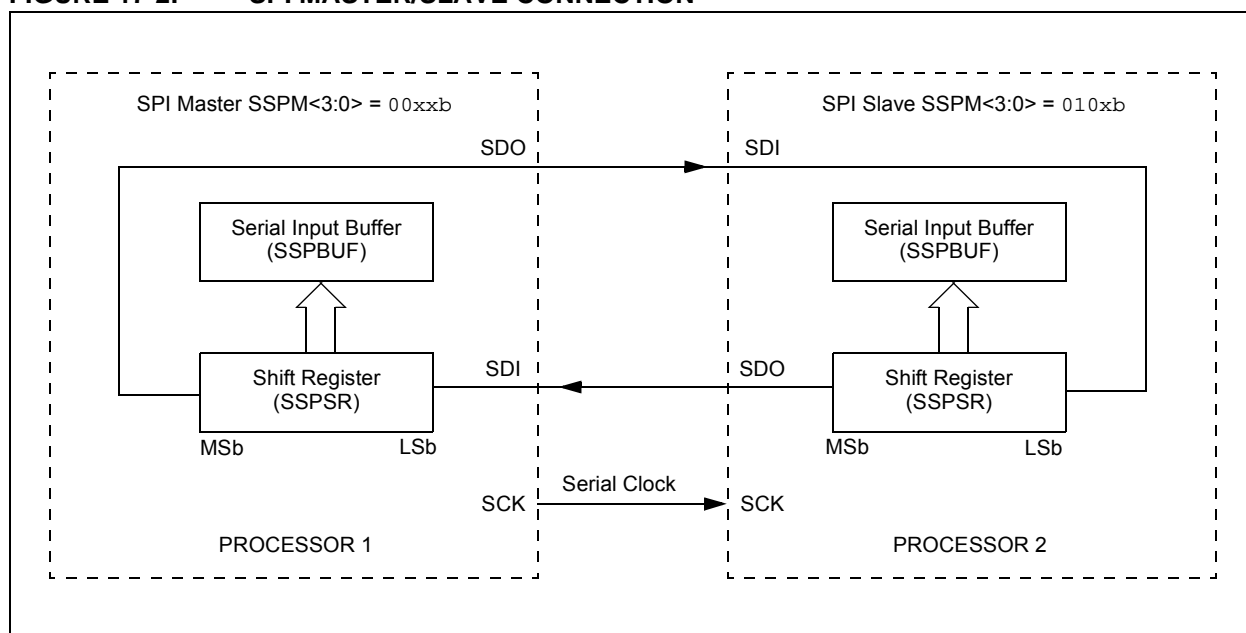 SPI Master SSPM<3:0> = 00xxb
SDO
Serial Input Buffer
(SSPBUF)
Shift Register
(SSPSR)
MSb
LSb
SDI
SCK
PROCESSOR 1
Serial Clock
SPI Slave SSPM<3:0> = 010xb
SDI
Serial Input Buffer
(SSPBUF)
SDO
Shift Register
(SSPSR)
MSb
LSb
SCK
PROCESSOR 2